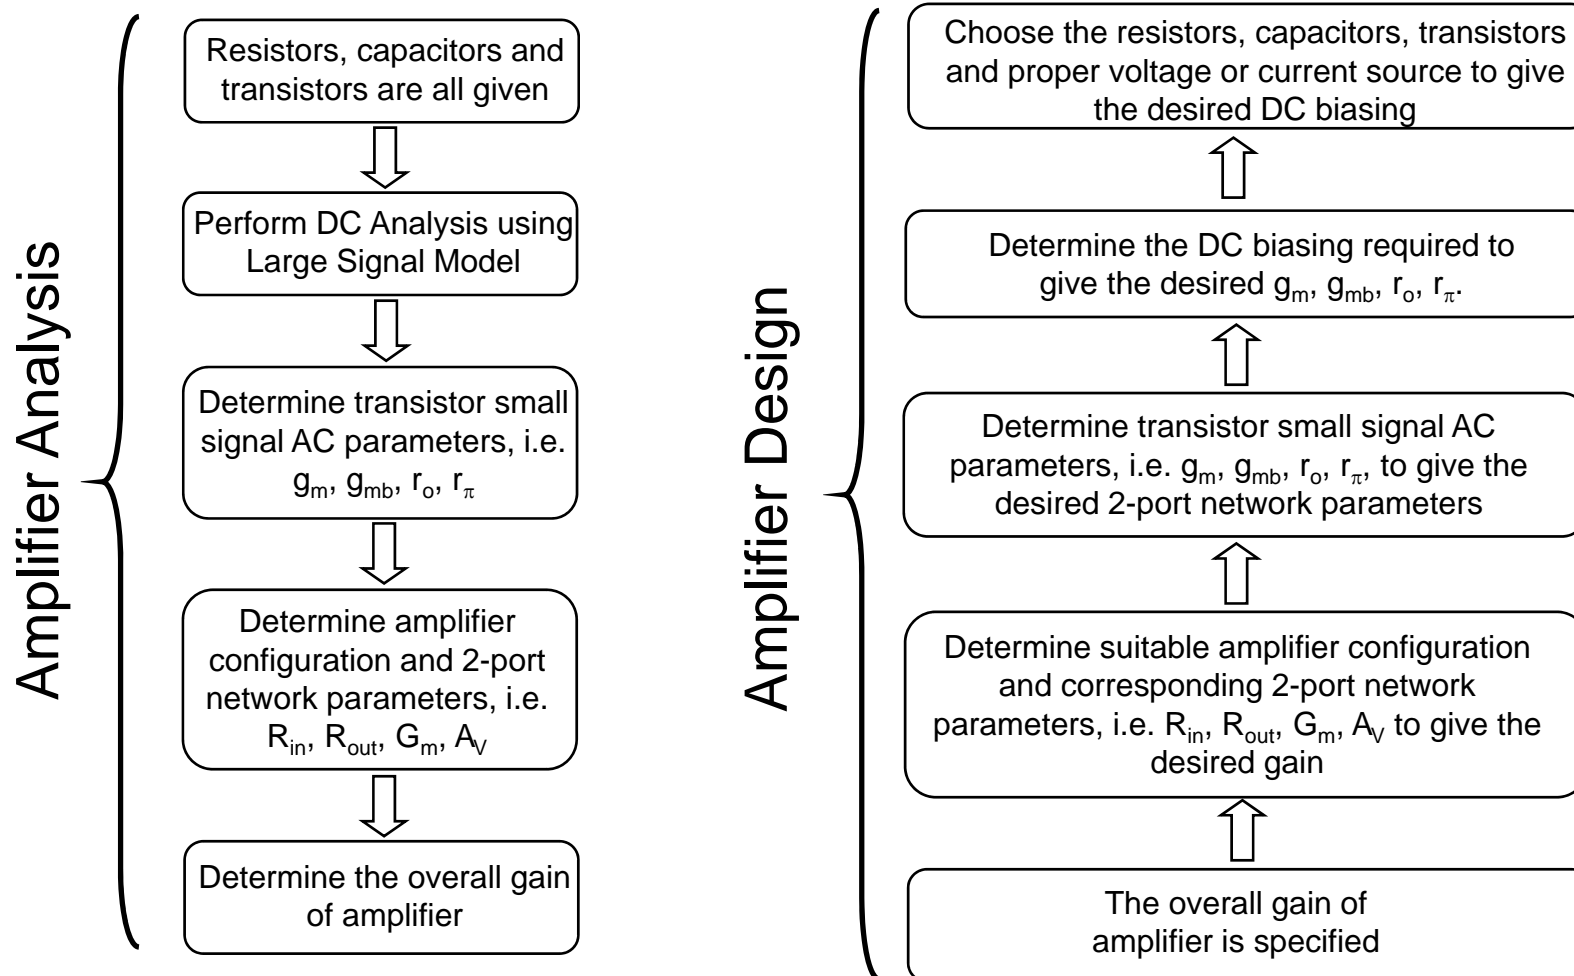 Amplifier Analysis
Resistors, capacitors and
transistors are all given
Perform DC Analysis using
Large Signal Model
Determine transistor small
signal AC parameters, i.e.
gm, gmb, ro, rπ
Determine amplifier
configuration and 2-port
network parameters, i.e.
Rin, Rout, Gm, AV
Determine the overall gain
of amplifier
Amplifier Design
Choose the resistors, capacitors, transistors
and proper voltage or current source to give
the desired DC biasing
Determine the DC biasing required to
give the desired gm, gmb, ro, rπ.
Determine transistor small signal AC
parameters, i.e. gm, gmb, ro, rπ, to give the
desired 2-port network parameters
Determine suitable amplifier configuration
and corresponding 2-port network
parameters, i.e. Rin, Rout, Gm, AV to give the
desired gain
The overall gain of
amplifier is specified